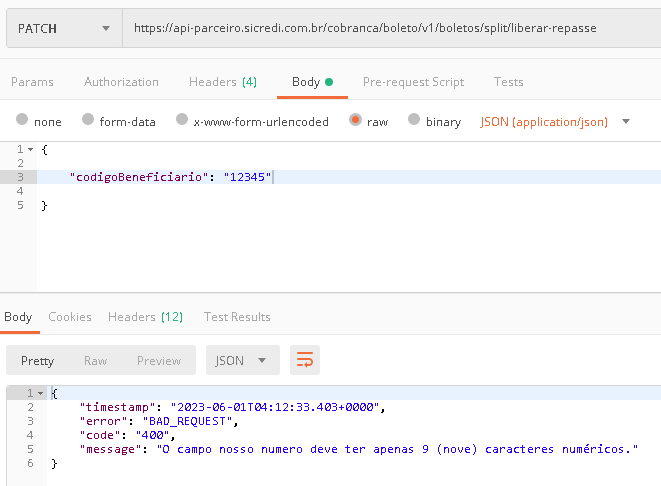 PATCH https://api-parceiro.sicredi.com.br/cobranca/boleto/v1/boletos/split/liberar-repasse
Params Authorization Headers (4) Body Pre-request Script Tests
none form-data x-www-form-urlencoded raw binary JSON (application/json)
1 {
2
3 "codigoBeneficiario": "12345"
4
5 }
Body Cookies Headers (12) Test Results
Pretty Raw Preview JSON
1 {
2 "timestamp": "2023-06-01T04:12:33.403+0000",
3 "error": "BAD_REQUEST",
4 "code": "400",
5 "message": "O campo nosso numero deve ter apenas 9 (nove) caracteres numéricos."
6 }